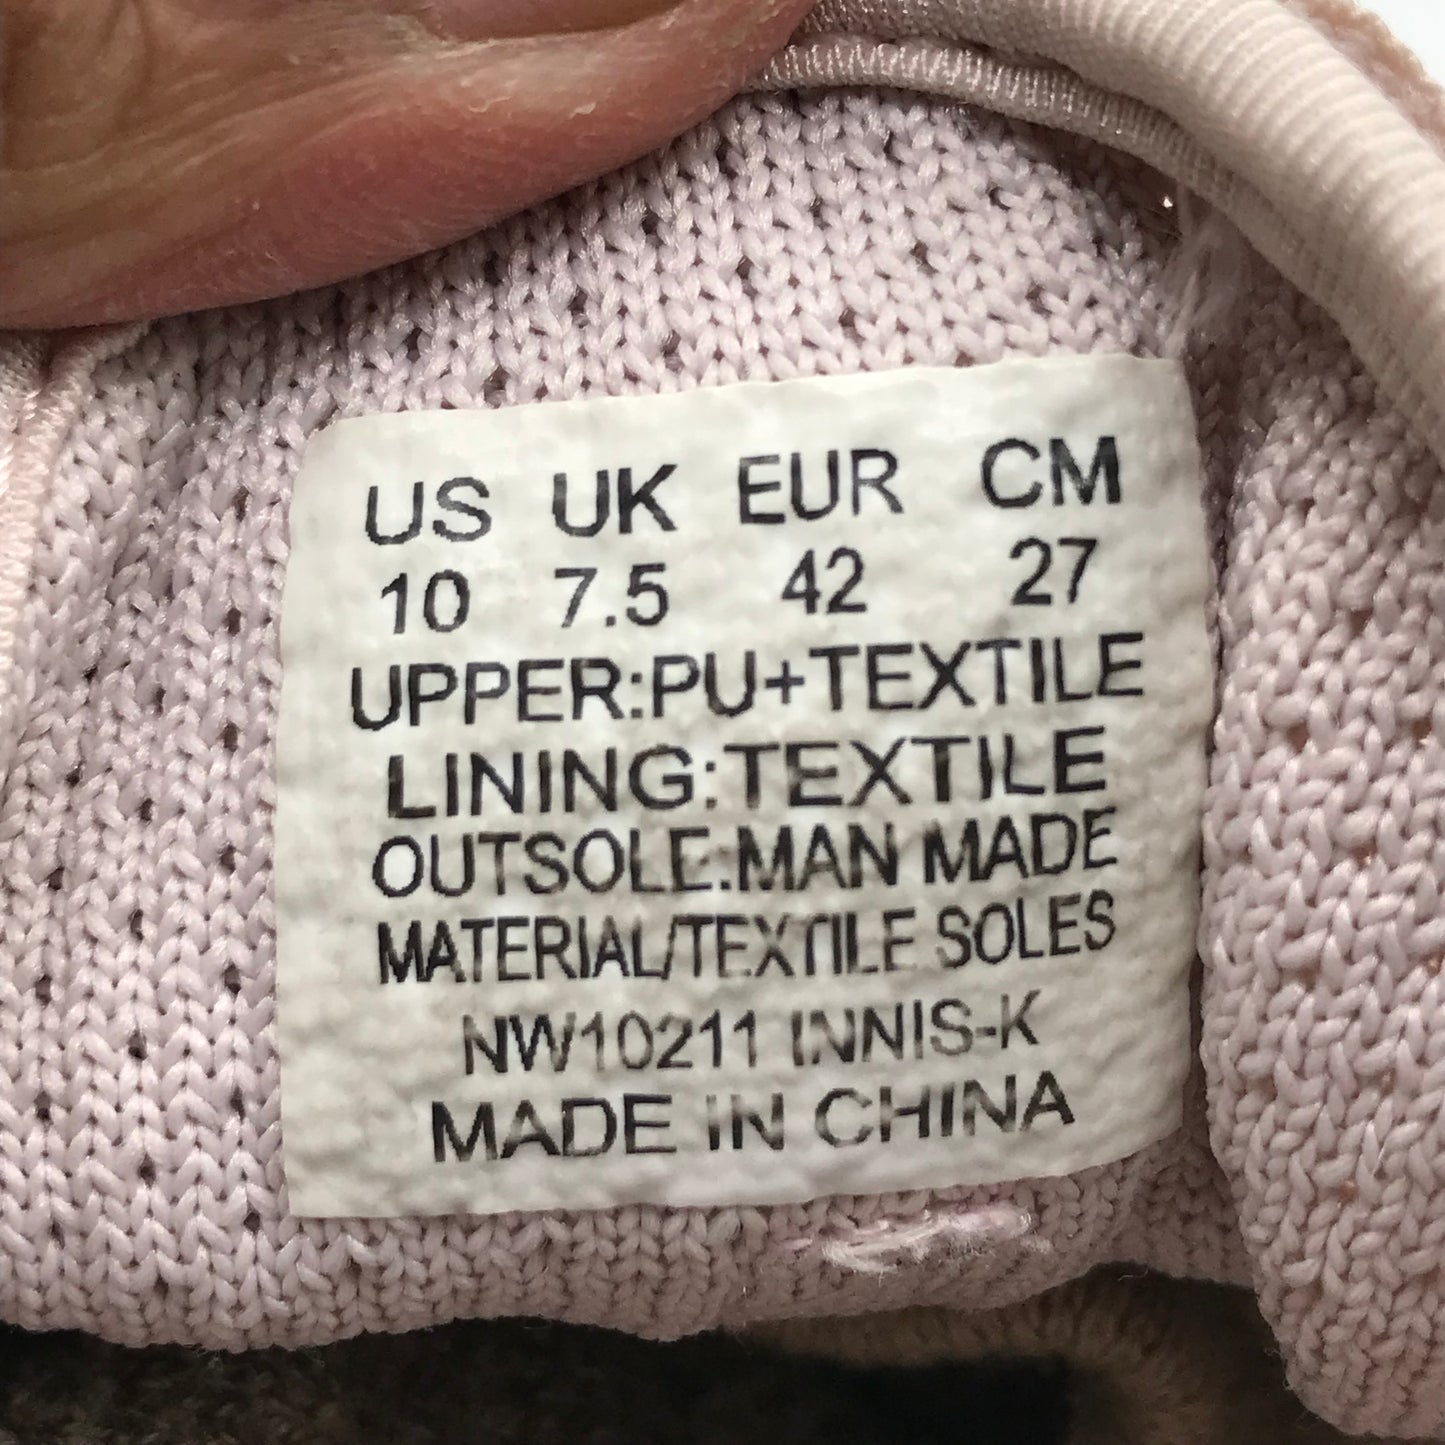 US UK EUR CM
10 7.5 42 27
UPPER:PU+TEXTILE
LINING:TEXTILE
OUTSOLE:MAN MADE
MATERIAL/TEXTILE SOLES
NW10211 INNIS-K
MADE IN CHINA